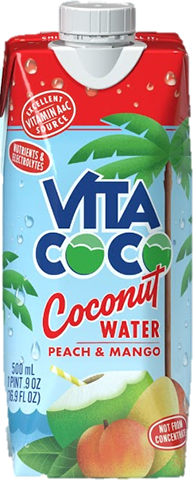 EXCELLENT
VITAMIN A&C
SOURCE
NUTRIENTS &
ELECTROLYTES
VITA
COCO
Coconut
WATER
PEACH & MANGO
500 mL
1 PINT .9 OZ
(16.9 FL OZ)
NOT FROM
CONCENTRATE